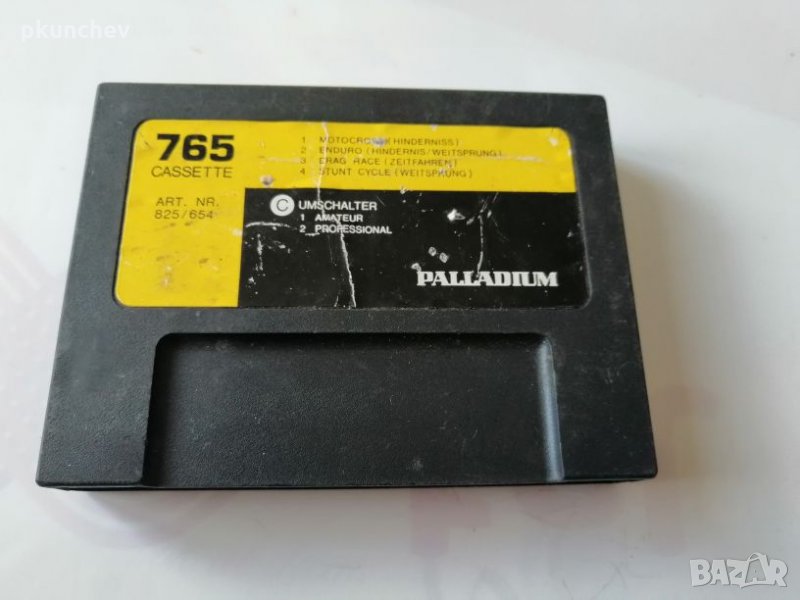 pkunchev
765
CASSETTE
ART. NR.
825/654
1 MOTOCROSS (HINDERNISS)
2 ENDURO (HINDERNIS/WEITSPRUNG)
3 DRAG RACE (ZEITFAHREN)
4 STUNT CYCLE (WEITSPRUNG)
C UMSCHALTER
1 AMATEUR
2 PROFESSIONAL
PALLADIUM
BAZAR